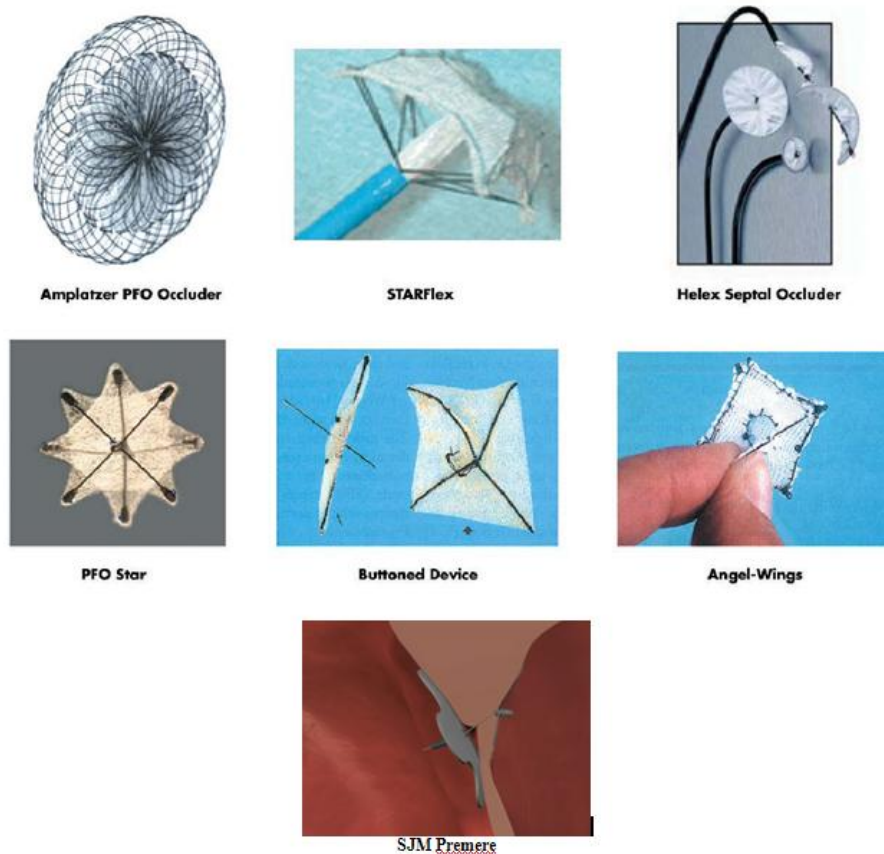 Amplatzer PFO Occluder
STARFlex
Helex Septal Occluder
PFO Star
Buttoned Device
Angel-Wings
SJM Premere